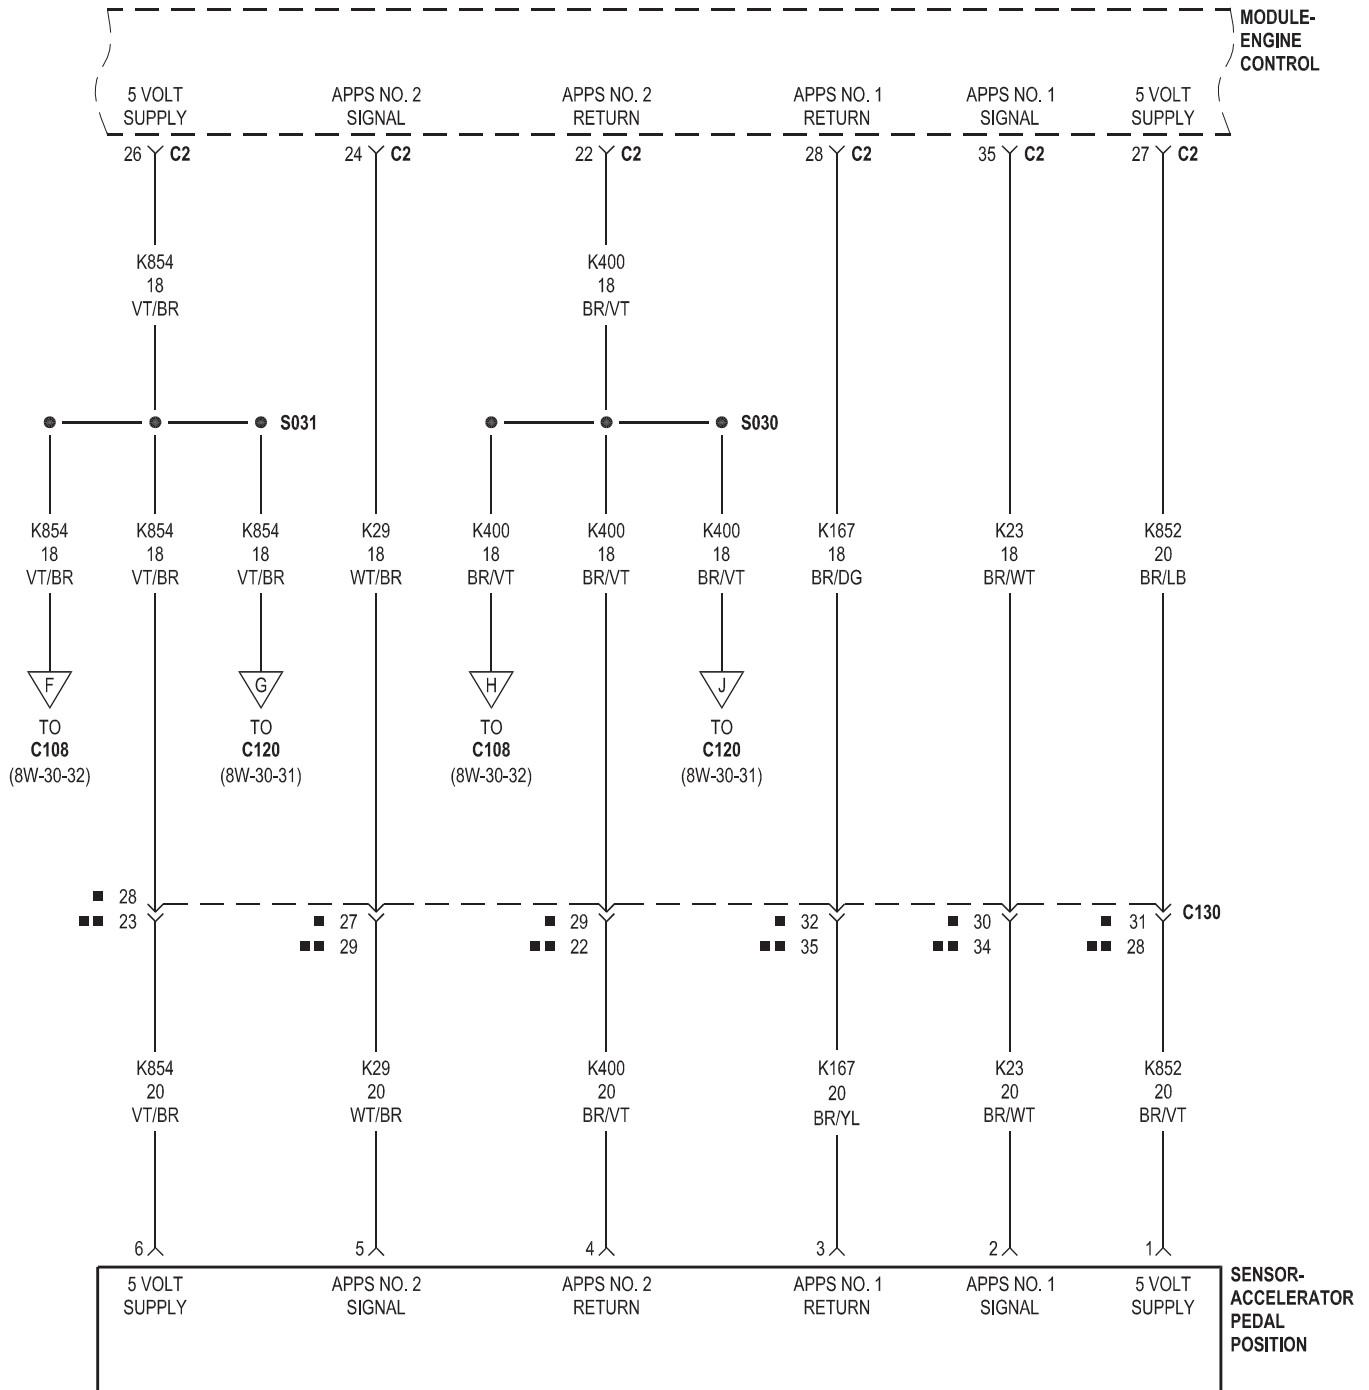 MODULE-
ENGINE
CONTROL
5 VOLT
SUPPLY
APPS NO. 2
SIGNAL
APPS NO. 2
RETURN
APPS NO. 1
RETURN
APPS NO. 1
SIGNAL
5 VOLT
SUPPLY
26 C2
24 C2
22 C2
28 C2
35 C2
27 C2
K854
18
VT/BR
K400
18
BR/VT
S031
S030
K854
18
VT/BR
K854
18
VT/BR
K854
18
VT/BR
K29
18
WT/BR
K400
18
BR/VT
K400
18
BR/VT
K400
18
BR/VT
K167
18
BR/DG
K23
18
BR/WT
K852
20
BR/LB
F
TO
C108
(8W-30-32)
G
TO
C120
(8W-30-31)
H
TO
C108
(8W-30-32)
J
TO
C120
(8W-30-31)
28
23
27
29
29
22
32
35
30
34
31
28
C130
K854
20
VT/BR
K29
20
WT/BR
K400
20
BR/VT
K167
20
BR/YL
K23
20
BR/WT
K852
20
BR/VT
6
5
4
3
2
1
5 VOLT
SUPPLY
APPS NO. 2
SIGNAL
APPS NO. 2
RETURN
APPS NO. 1
RETURN
APPS NO. 1
SIGNAL
5 VOLT
SUPPLY
SENSOR-
ACCELERATOR
PEDAL
POSITION